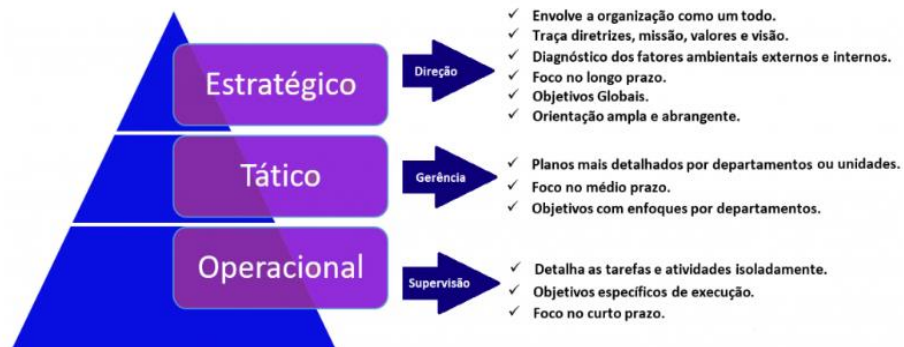 Estratégico
Direção
✓ Envolve a organização como um todo.
✓ Traça diretrizes, missão, valores e visão.
✓ Diagnóstico dos fatores ambientais externos e internos.
✓ Foco no longo prazo.
✓ Objetivos Globais.
✓ Orientação ampla e abrangente.
Tático
Gerência
✓ Planos mais detalhados por departamentos ou unidades.
✓ Foco no médio prazo.
✓ Objetivos com enfoques por departamentos.
Operacional
Supervisão
✓ Detalha as tarefas e atividades isoladamente.
✓ Objetivos específicos de execução.
✓ Foco no curto prazo.